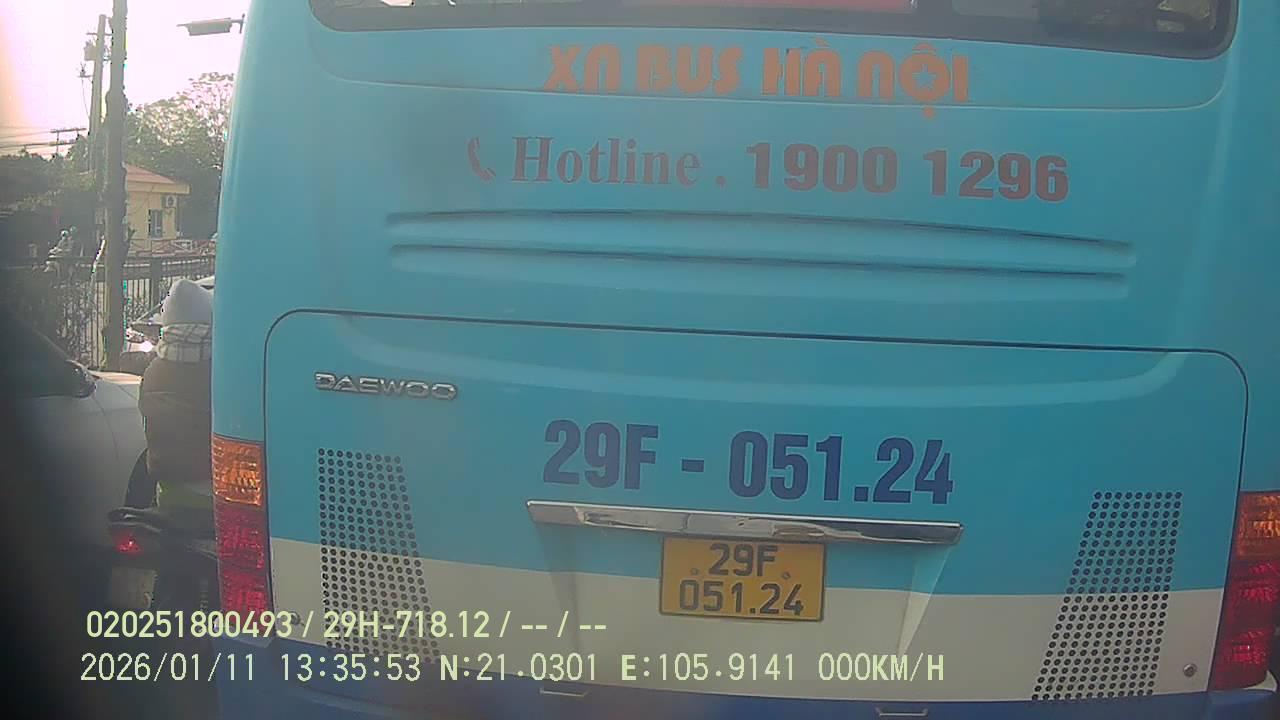 XN BUS HÀ NỘI
Hotline. 1900 1296
DAEWOO
29F - 051.24
29F
051.24
020251800493 / 29H-718.12 / -- / --
2026/01/11 13:35:53 N:21.0301 E:105.9141 000KM/H